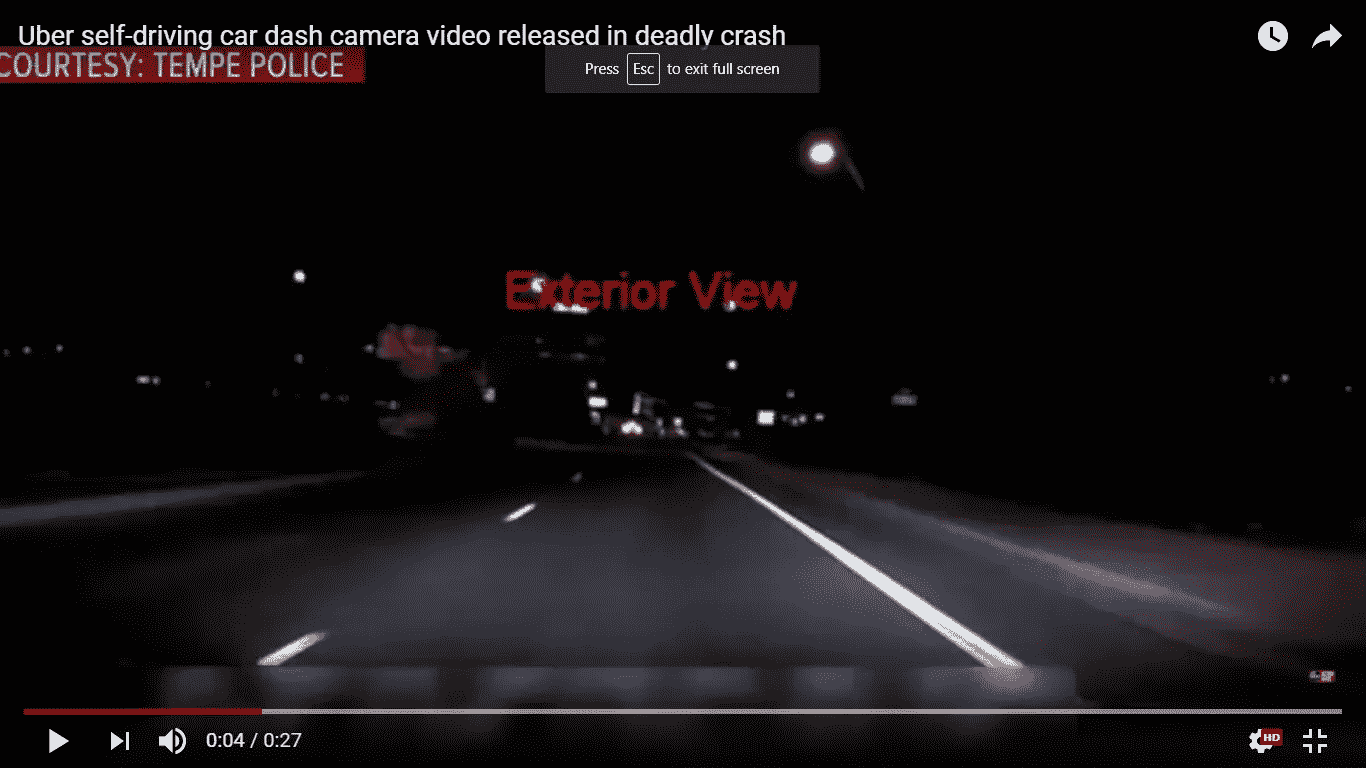 Uber self-driving car dash camera video released in deadly crash
COURTESY: TEMPE POLICE
Press Esc to exit full screen
Exterior View
0:04 / 0:27
HD